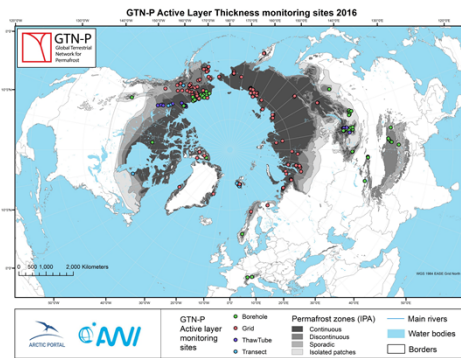 GTN-P Active Layer Thickness monitoring sites 2016
GTN-P
Global Terrestrial
Network for
Permafrost
0 500 1,000 2,000 Kilometers
ARCTIC PORTAL
AWI
GTN-P
Active layer
monitoring
sites
Borehole
Grid
ThawTube
Transect
Permafrost zones (IPA)
Continuous
Discontinuous
Sporadic
Isolated patches
Main rivers
Water bodies
Borders